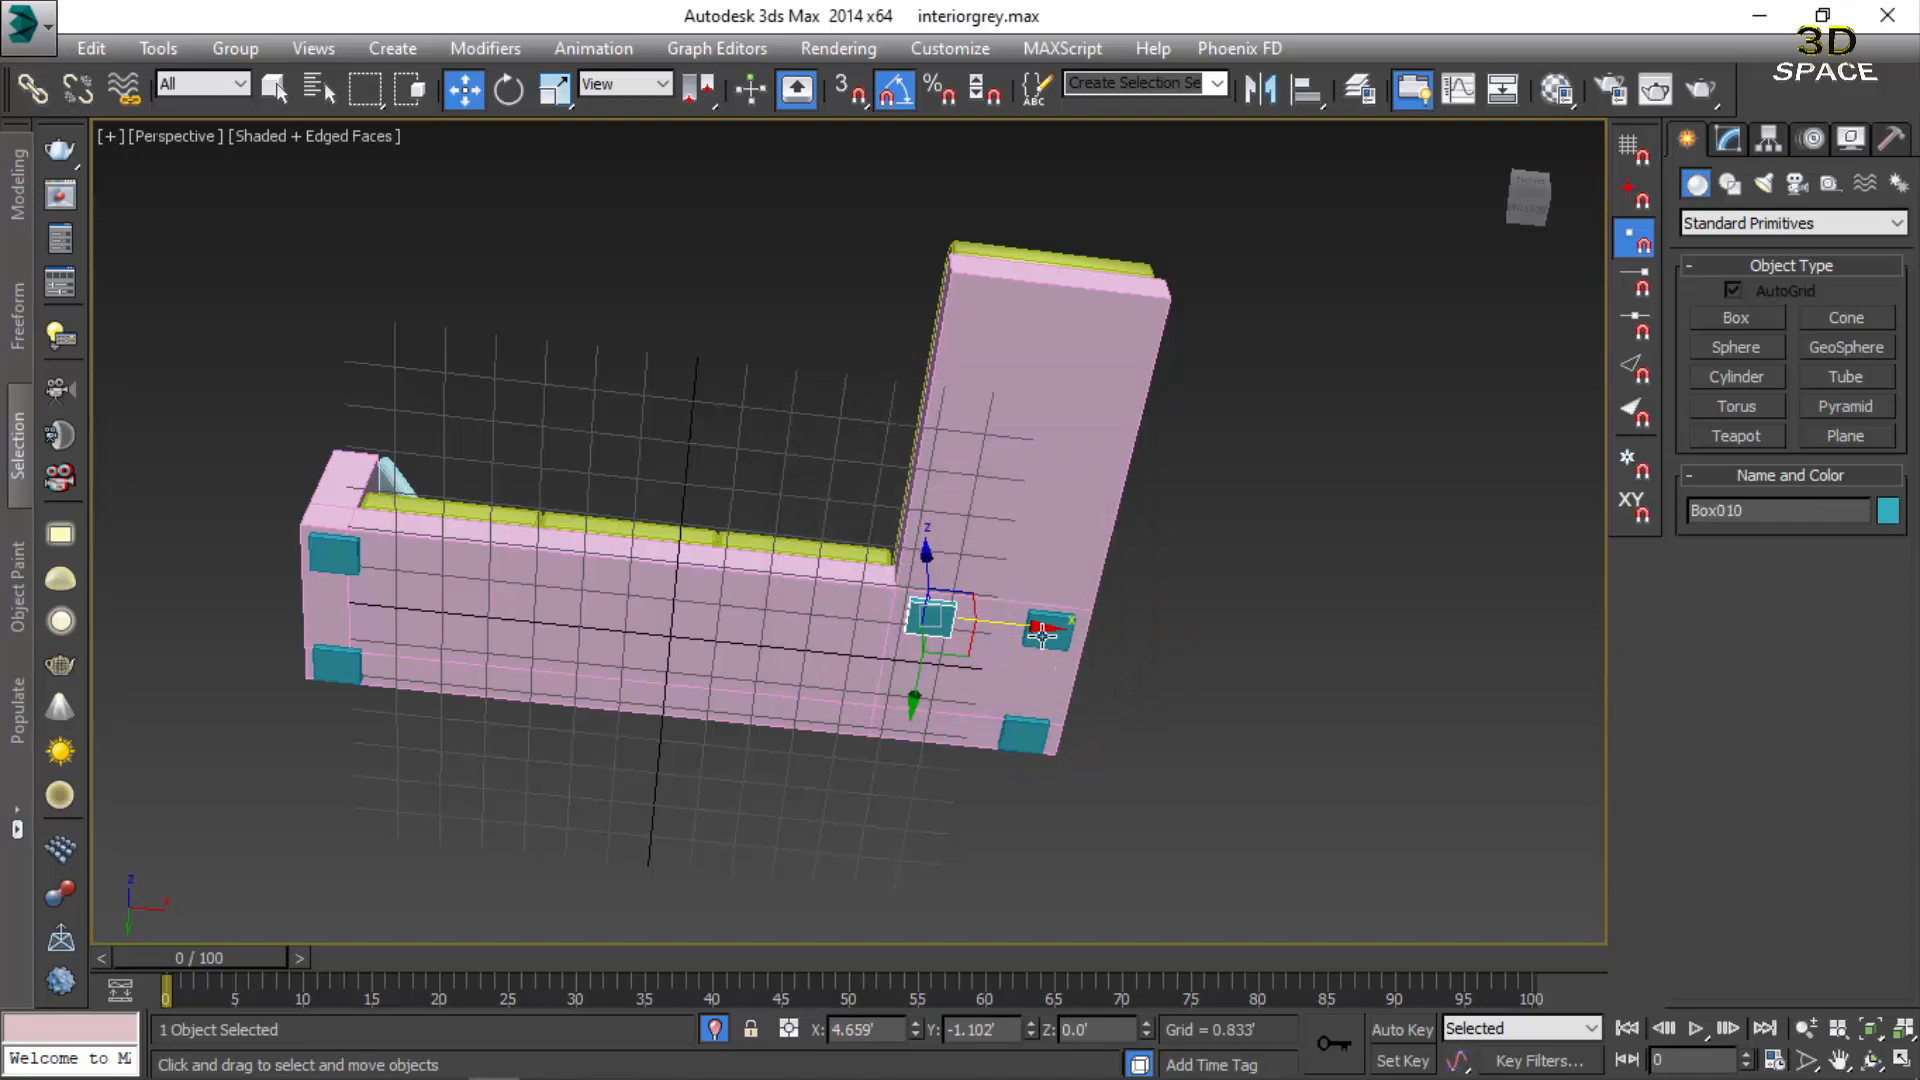 Autodesk 3ds Max 2014 x64 interiorgrey.max
3D
SPACE
Edit Tools Group Views Create Modifiers Animation Graph Editors Rendering Customize MAXScript Help Phoenix FD
All View 3 % ABC Create Selection Se
[+] [Perspective ] [Shaded + Edged Faces ]
Modeling
Freeform
Selection
Object Paint
Populate
Standard Primitives
- Object Type
AutoGrid
Box Cone
Sphere GeoSphere
Cylinder Tube
Torus Pyramid
Teapot Plane
- Name and Color
Box010
XY
z
x
z
x
< 0 / 100 >
0 5 10 15 20 25 30 35 40 45 50 55 60 65 70 75 80 85 90 95 100
1 Object Selected X: 4.659' Y: -1.102' Z: 0.0' Grid = 0.833' Auto Key Selected
Welcome to M Click and drag to select and move objects Add Time Tag Set Key Key Filters... 0